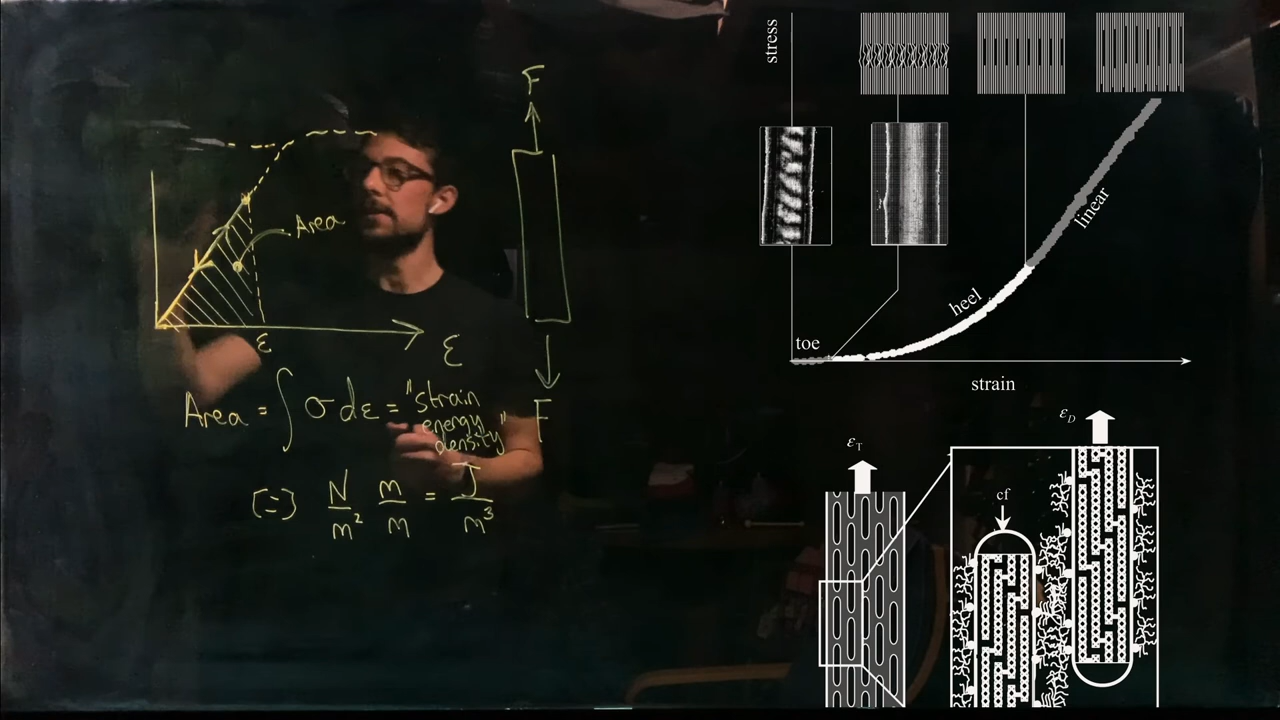 F
Area
ε
ε
Area = ∫ σ dε = "strain
energy
density"
F
[=] N/m² m/m = J/m³
stress
toe
heel
linear
strain
ε_T
ε_D
cf